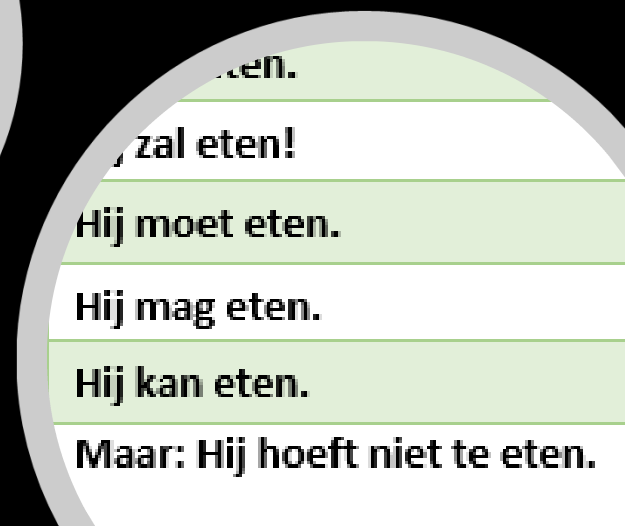 zal eten!
Hij moet eten.
Hij mag eten.
Hij kan eten.
Maar: Hij hoeft niet te eten.